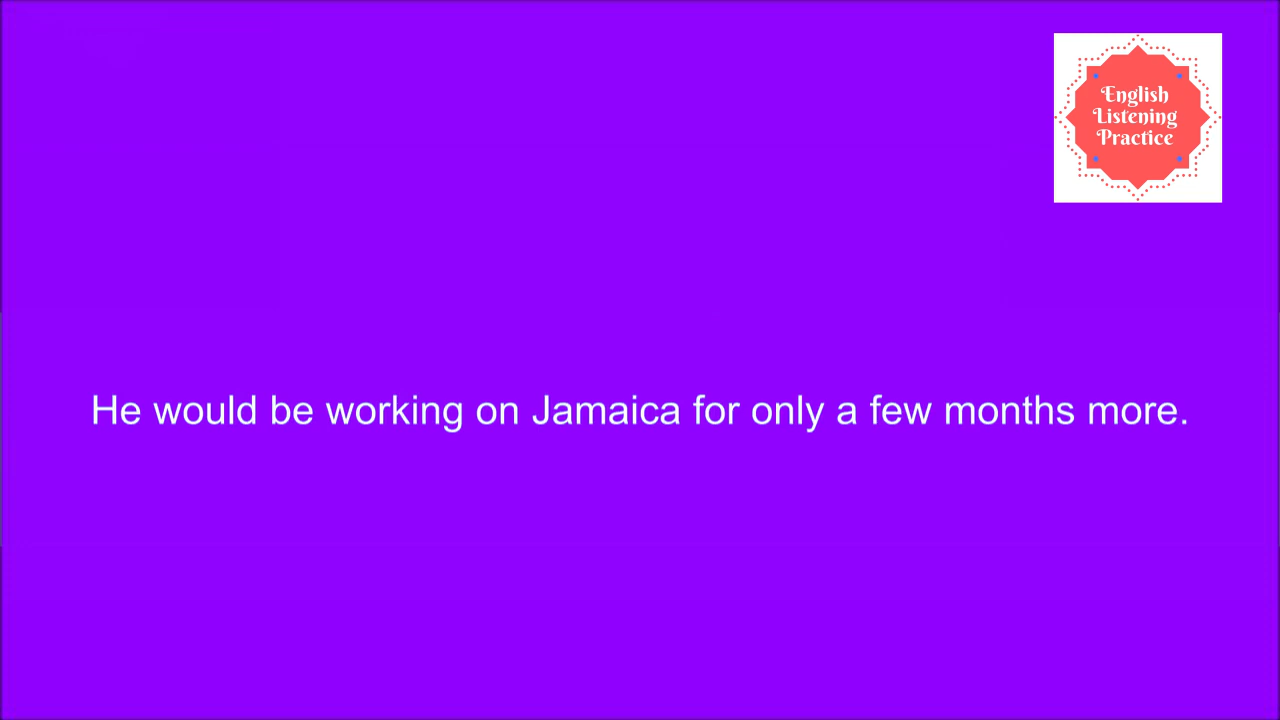 English
Listening
Practice
He would be working on Jamaica for only a few months more.